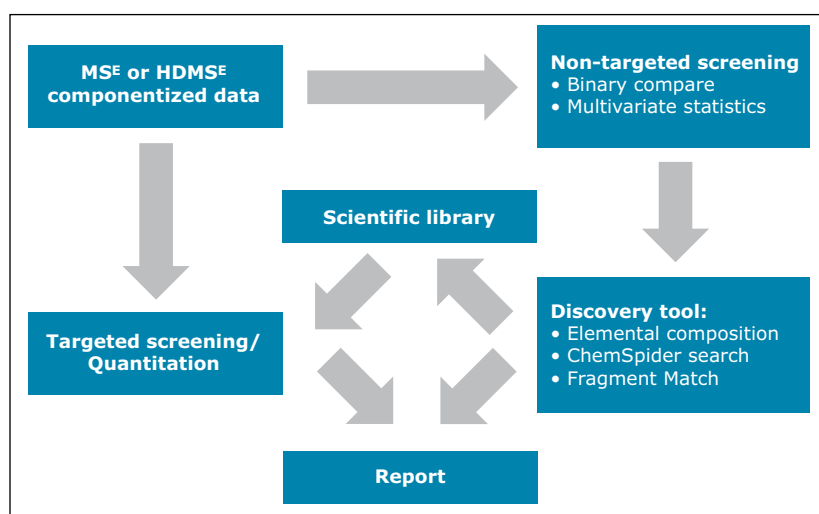 MSᴱ or HDMSᴱ
componentized data
Non-targeted screening
• Binary compare
• Multivariate statistics
Scientific library
Targeted screening/
Quantitation
Discovery tool:
• Elemental composition
• ChemSpider search
• Fragment Match
Report